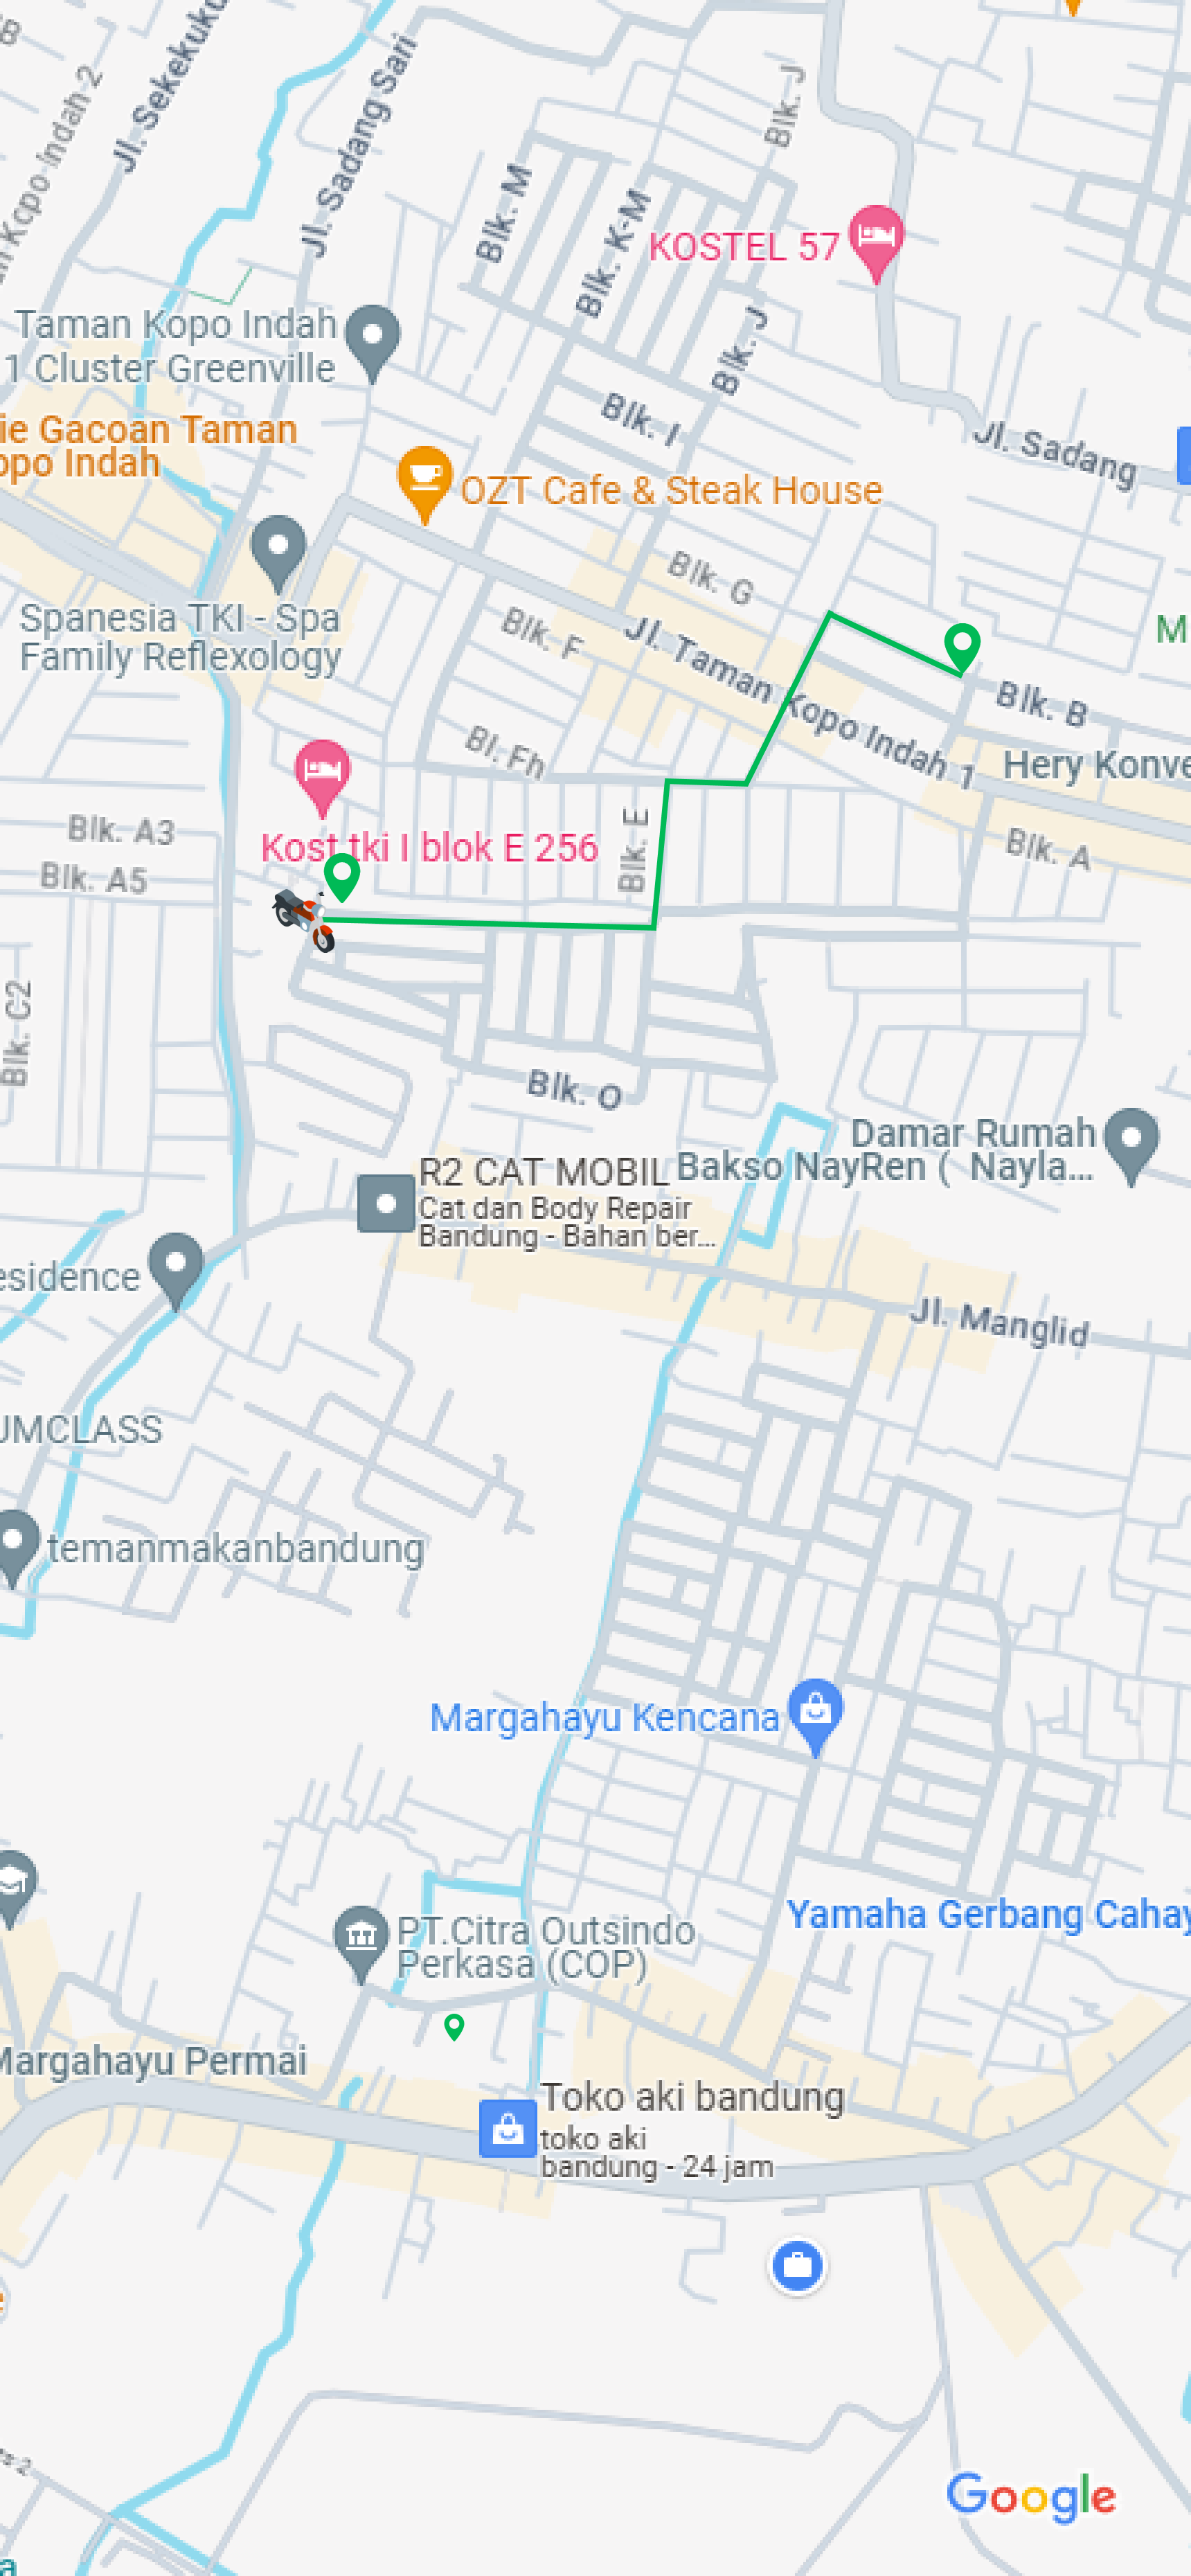 Jl. Sekekuku
Kopo Indah 2
Jl. Sadang Sari
Blk. J
Blk. M
Blk. K-M
KOSTEL 57
Taman Kopo Indah
1 Cluster Greenville
Blk. J
Blk. I
ie Gacoan Taman
opo Indah
Jl. Sadang
OZT Cafe & Steak House
Blk. G
Spanesia TKI - Spa
Family Reflexology
Blk. F
Jl. Taman Kopo Indah 1
M
Blk. B
Bl. Fh
Hery Konve
Blk. A3
Kost tki I blok E 256
Blk. E
Blk. A
Blk. A5
Blk. C2
Blk. O
Damar Rumah
Bakso NayRen ( Nayla...
R2 CAT MOBIL
Cat dan Body Repair
Bandung - Bahan ber...
esidence
Jl. Manglid
UMCLASS
temanmakanbandung
Margahayu Kencana
Yamaha Gerbang Cahay
PT.Citra Outsindo
Perkasa (COP)
Margahayu Permai
Toko aki bandung
toko aki
bandung - 24 jam
Google